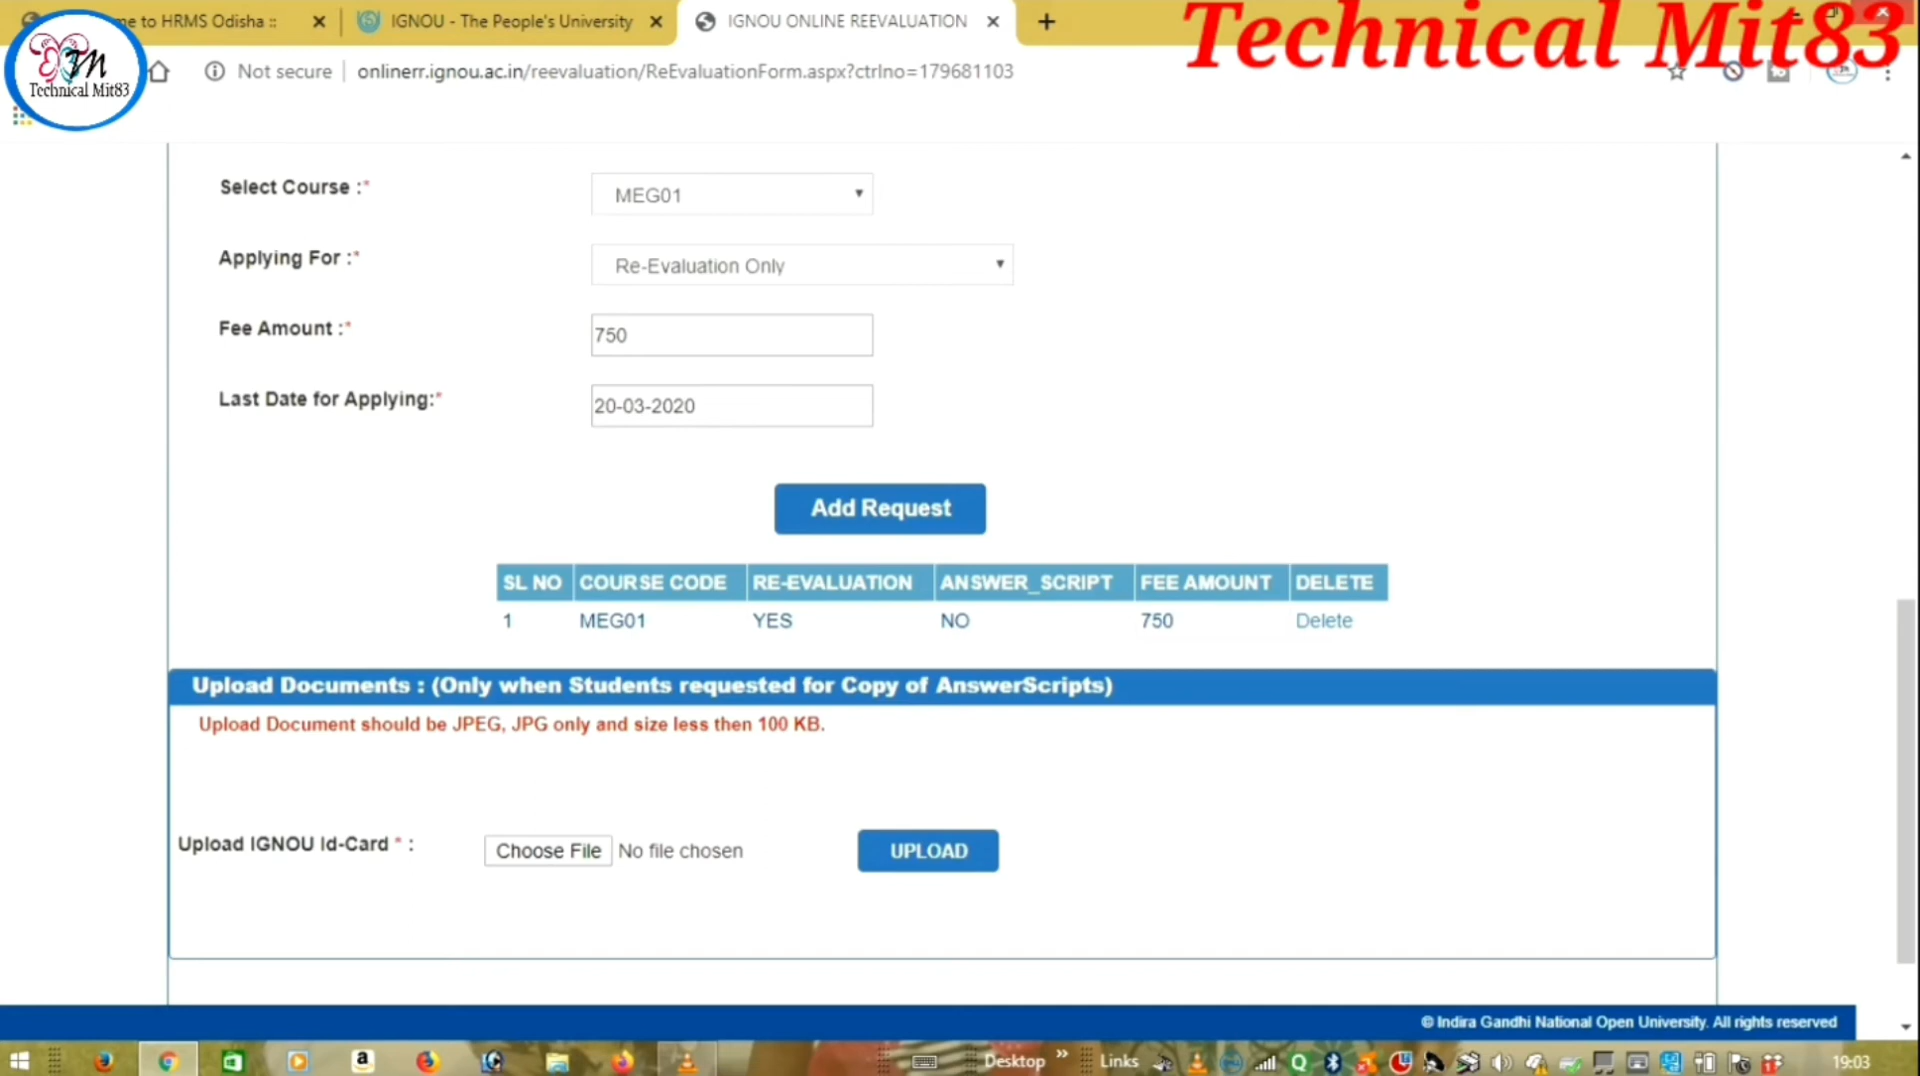 Technical Mit83
me to HRMS Odisha ::
IGNOU - The People's University
IGNOU ONLINE REEVALUATION
TM
Technical Mit83
Not secure
onlinerr.ignou.ac.in/reevaluation/ReEvaluationForm.aspx?ctrlno=179681103
Select Course :*
MEG01
Applying For :*
Re-Evaluation Only
Fee Amount :*
750
Last Date for Applying:*
20-03-2020
Add Request
SL NO COURSE CODE RE-EVALUATION ANSWER_SCRIPT FEE AMOUNT DELETE
1 MEG01 YES NO 750 Delete
Upload Documents : (Only when Students requested for Copy of AnswerScripts)
Upload Document should be JPEG, JPG only and size less then 100 KB.
Upload IGNOU Id-Card * :
Choose File No file chosen
UPLOAD
© Indira Gandhi National Open University. All rights reserved
Desktop
Links
19:03